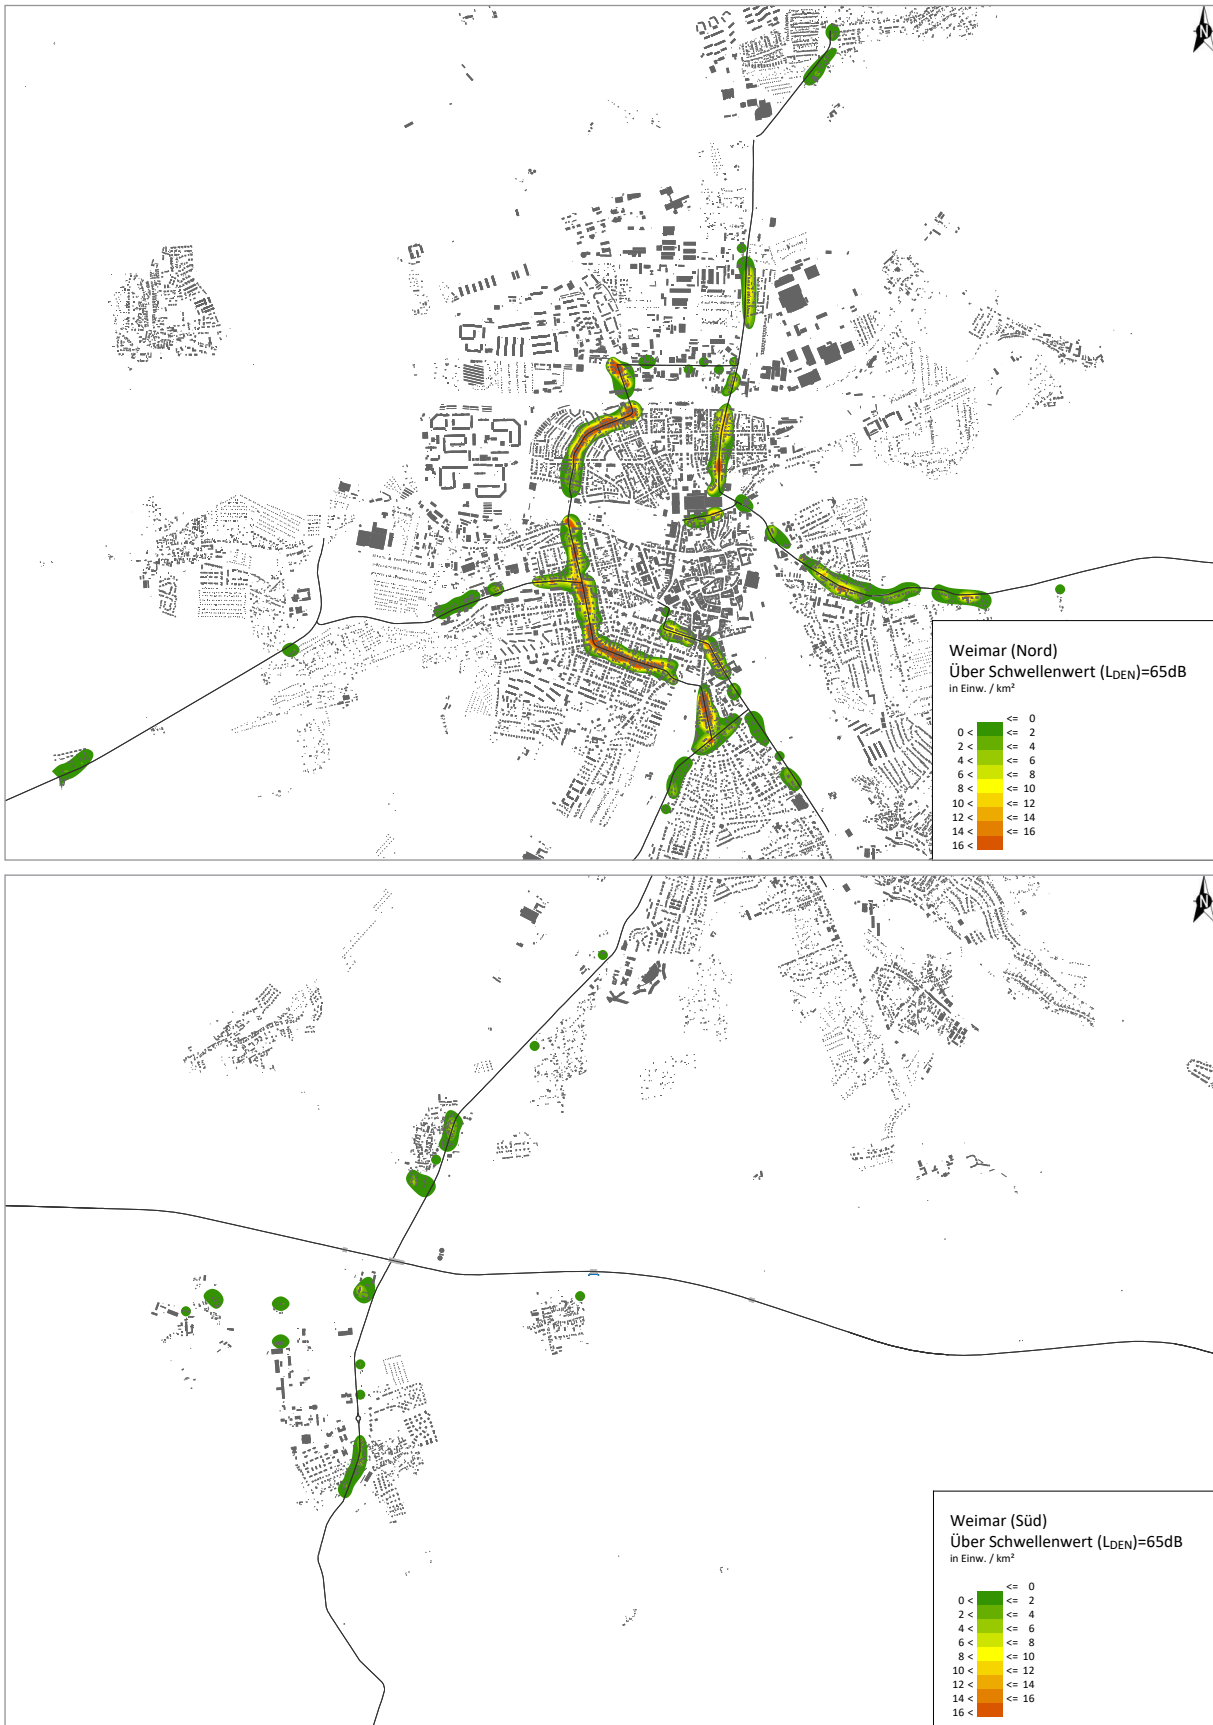 N
Weimar (Nord)
Über Schwellenwert (LDEN)=65dB
in Einw. / km²
<= 0
0 < <= 2
2 < <= 4
4 < <= 6
6 < <= 8
8 < <= 10
10 < <= 12
12 < <= 14
14 < <= 16
16 <
N
Weimar (Süd)
Über Schwellenwert (LDEN)=65dB
in Einw. / km²
<= 0
0 < <= 2
2 < <= 4
4 < <= 6
6 < <= 8
8 < <= 10
10 < <= 12
12 < <= 14
14 < <= 16
16 <